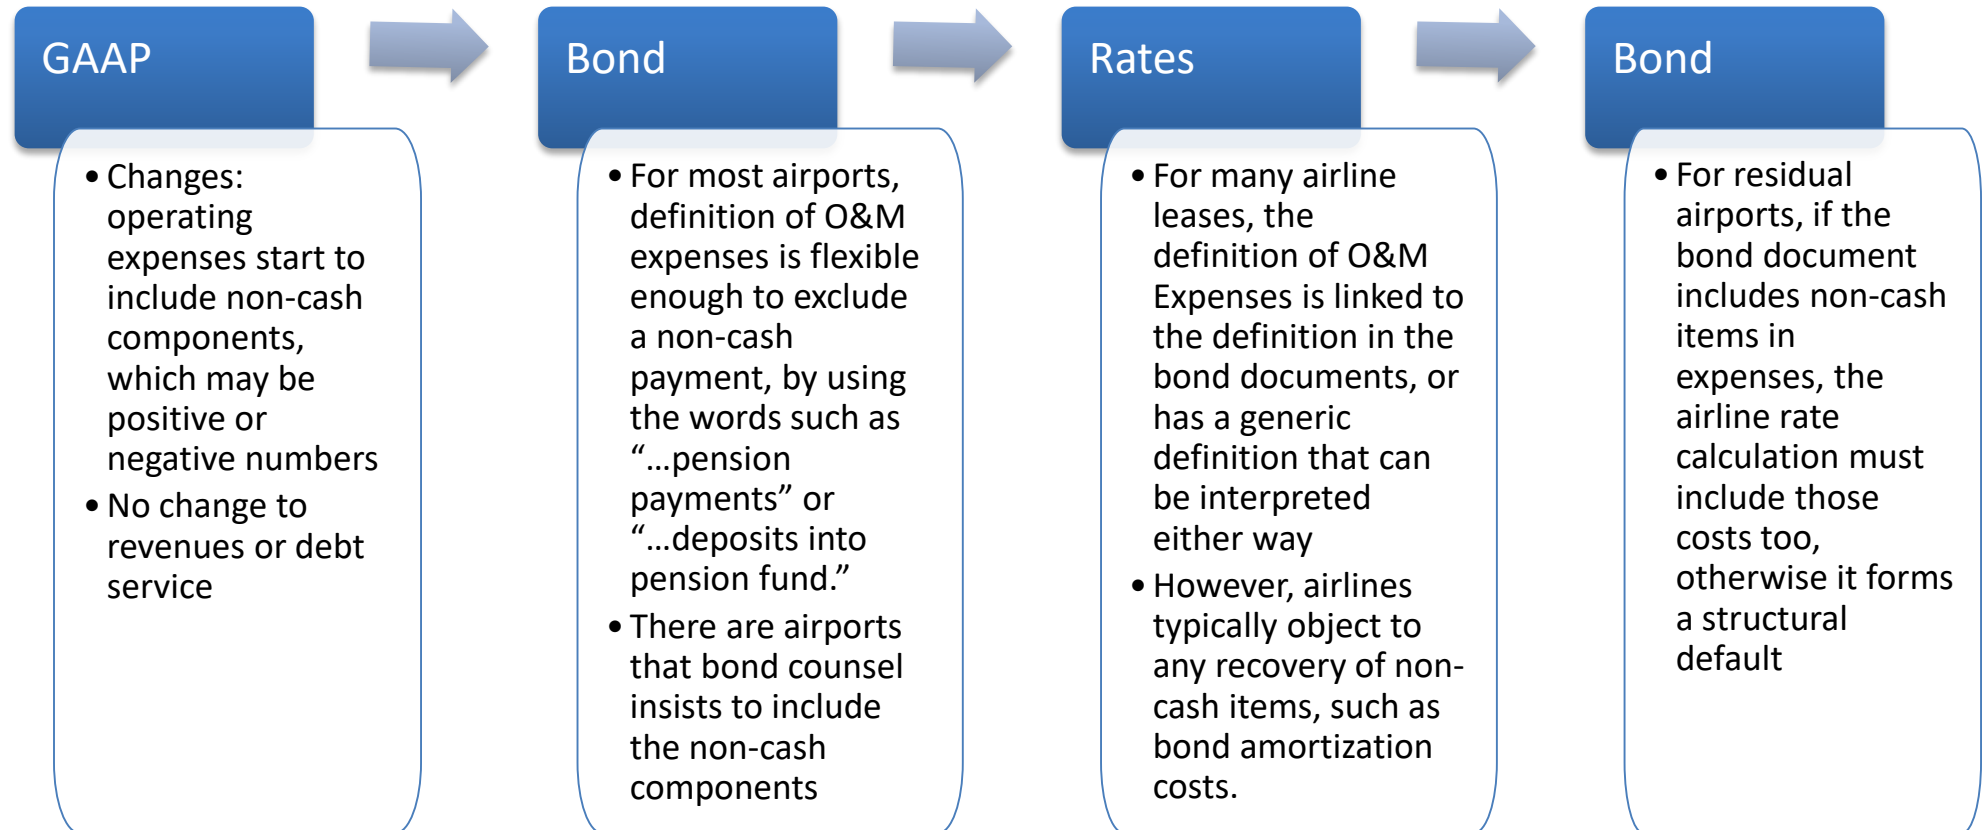 GAAP
• Changes:
operating
expenses start to
include non-cash
components,
which may be
positive or
negative numbers
• No change to
revenues or debt
service
Bond
• For most airports,
definition of O&M
expenses is flexible
enough to exclude
a non-cash
payment, by using
the words such as
“…pension
payments” or
“…deposits into
pension fund.”
• There are airports
that bond counsel
insists to include
the non-cash
components
Rates
• For many airline
leases, the
definition of O&M
Expenses is linked to
the definition in the
bond documents, or
has a generic
definition that can
be interpreted
either way
• However, airlines
typically object to
any recovery of non-
cash items, such as
bond amortization
costs.
Bond
• For residual
airports, if the
bond document
includes non-cash
items in
expenses, the
airline rate
calculation must
include those
costs too,
otherwise it forms
a structural
default